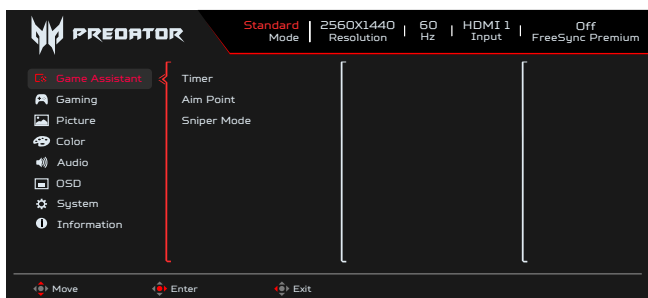 PREDATOR
Standard 2560X1440 60 HDMI 1 Off
Mode Resolution Hz Input FreeSync Premium
Game Assistant Timer
Gaming Aim Point
Picture Sniper Mode
Color
Audio
OSD
System
Information
Move Enter Exit